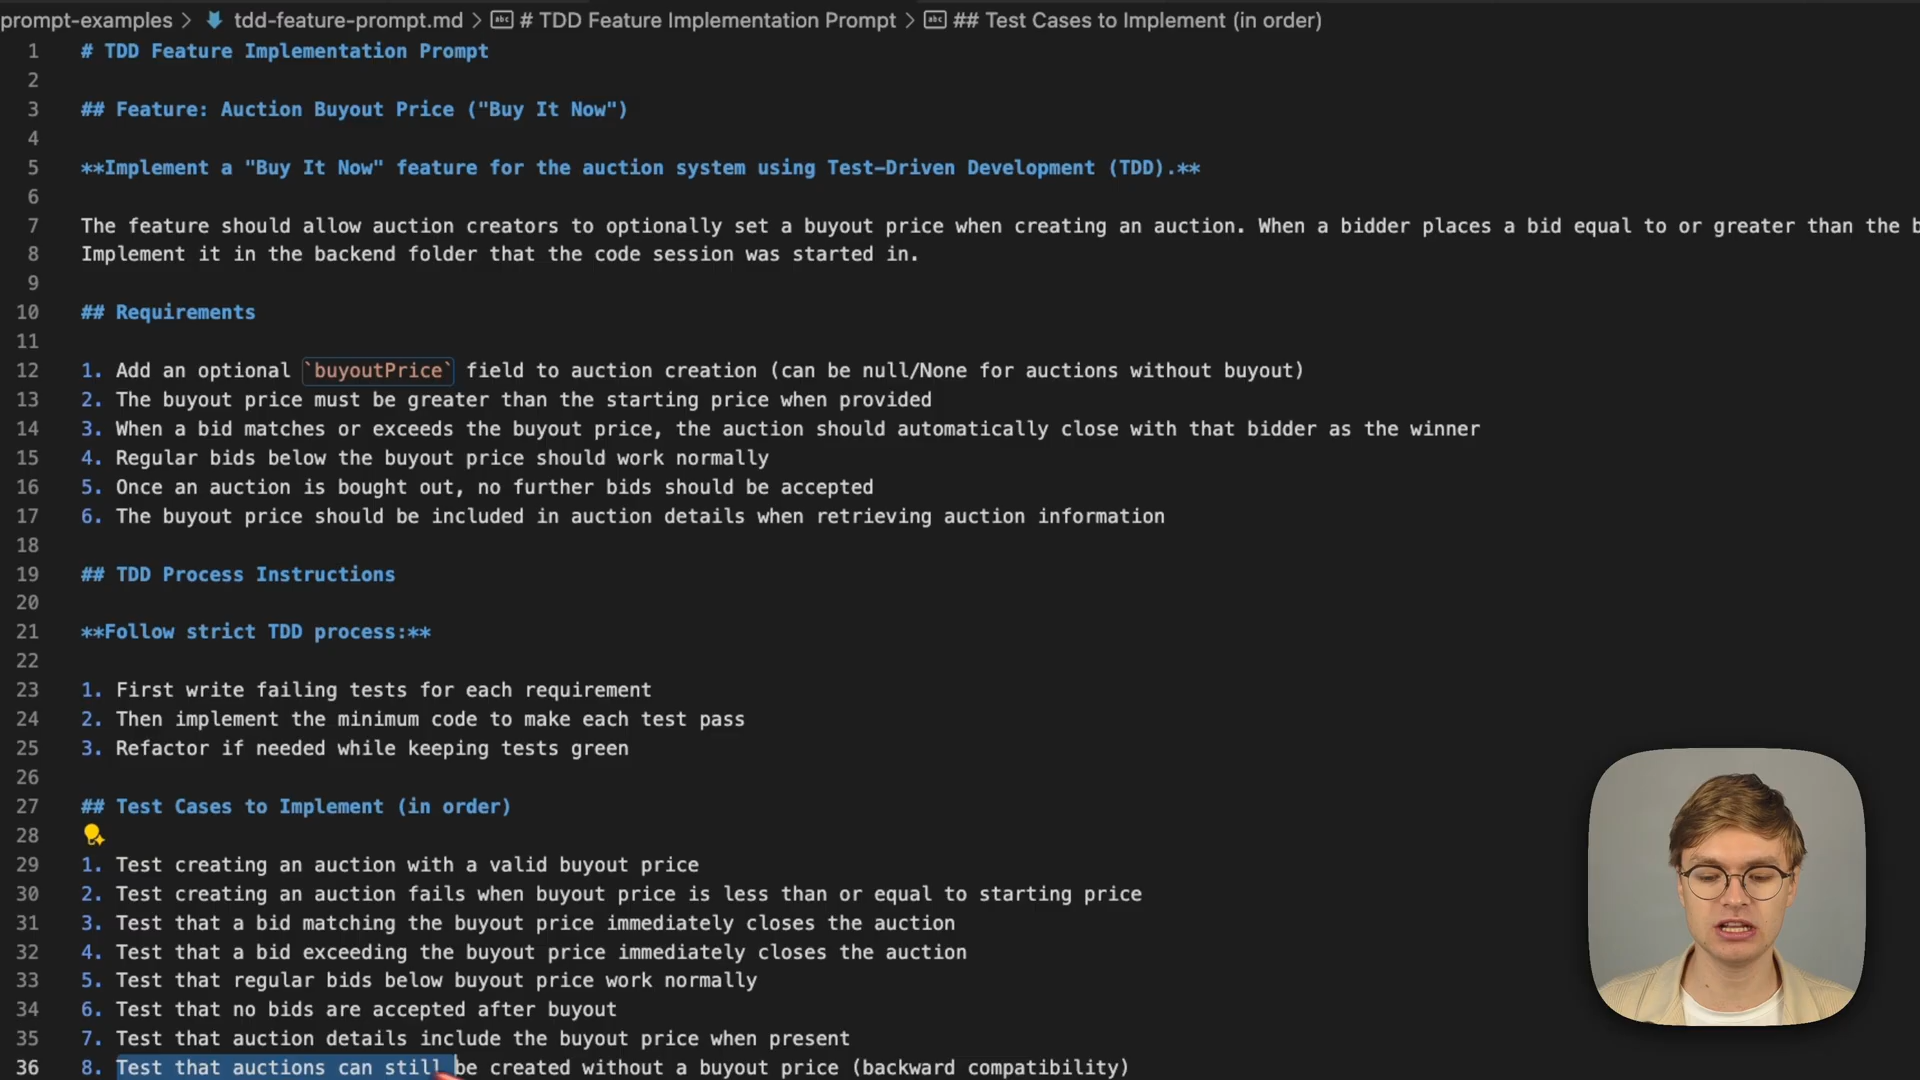 prompt-examples > tdd-feature-prompt.md > # TDD Feature Implementation Prompt > ## Test Cases to Implement (in order)
1 # TDD Feature Implementation Prompt
2
3 ## Feature: Auction Buyout Price ("Buy It Now")
4
5 **Implement a "Buy It Now" feature for the auction system using Test-Driven Development (TDD).**
6
7 The feature should allow auction creators to optionally set a buyout price when creating an auction. When a bidder places a bid equal to or greater than the b
8 Implement it in the backend folder that the code session was started in.
9
10 ## Requirements
11
12 1. Add an optional `buyoutPrice` field to auction creation (can be null/None for auctions without buyout)
13 2. The buyout price must be greater than the starting price when provided
14 3. When a bid matches or exceeds the buyout price, the auction should automatically close with that bidder as the winner
15 4. Regular bids below the buyout price should work normally
16 5. Once an auction is bought out, no further bids should be accepted
17 6. The buyout price should be included in auction details when retrieving auction information
18
19 ## TDD Process Instructions
20
21 **Follow strict TDD process:**
22
23 1. First write failing tests for each requirement
24 2. Then implement the minimum code to make each test pass
25 3. Refactor if needed while keeping tests green
26
27 ## Test Cases to Implement (in order)
28
29 1. Test creating an auction with a valid buyout price
30 2. Test creating an auction fails when buyout price is less than or equal to starting price
31 3. Test that a bid matching the buyout price immediately closes the auction
32 4. Test that a bid exceeding the buyout price immediately closes the auction
33 5. Test that regular bids below buyout price work normally
34 6. Test that no bids are accepted after buyout
35 7. Test that auction details include the buyout price when present
36 8. Test that auctions can still be created without a buyout price (backward compatibility)